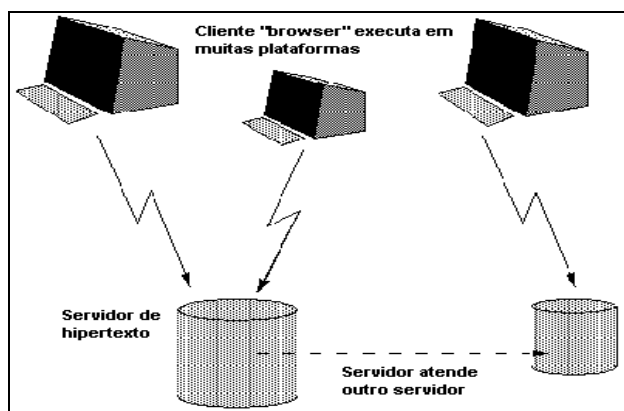 Cliente "browser" executa em
muitas plataformas
Servidor de
hipertexto
Servidor atende
outro servidor